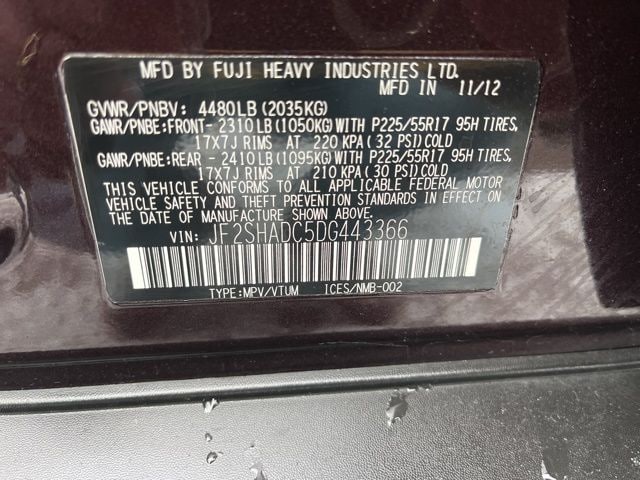 MFD BY FUJI HEAVY INDUSTRIES LTD.
MFD IN 11/12
GVWR/PNBV: 4480LB (2035KG)
GAWR/PNBE:FRONT- 2310LB (1050KG) WITH P225/55R17 95H TIRES,
17X7J RIMS AT 220 KPA ( 32 PSI) COLD
GAWR/PNBE:REAR - 2410LB (1095KG) WITH P225/55R17 95H TIRES,
17X7J RIMS AT 210 KPA ( 30 PSI) COLD
THIS VEHICLE CONFORMS TO ALL APPLICABLE FEDERAL MOTOR
VEHICLE SAFETY AND THEFT PREVENTION STANDARDS IN EFFECT ON
THE DATE OF MANUFACTURE SHOWN ABOVE.
VIN: JF2SHADC5DG443366
TYPE:MPV/VTUM ICES/NMB-002